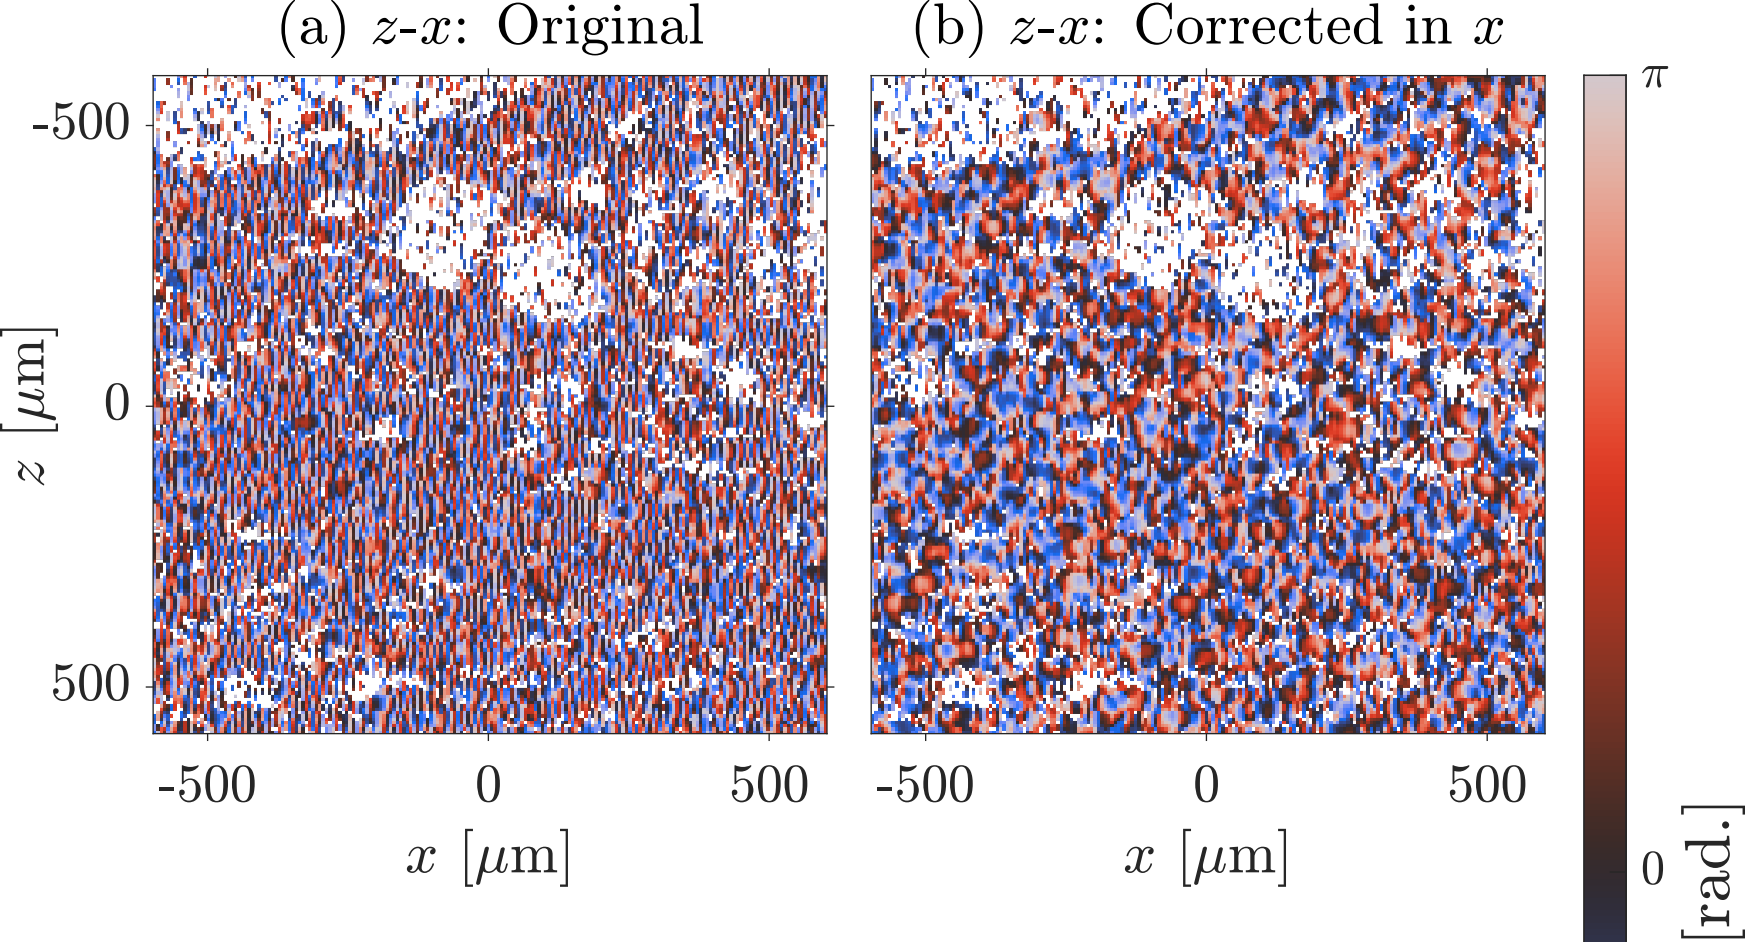 (a) z-x: Original
(b) z-x: Corrected in x
π
-500
0
500
z [μm]
-500
0
500
-500
0
500
x [μm]
x [μm]
0
[rad.]